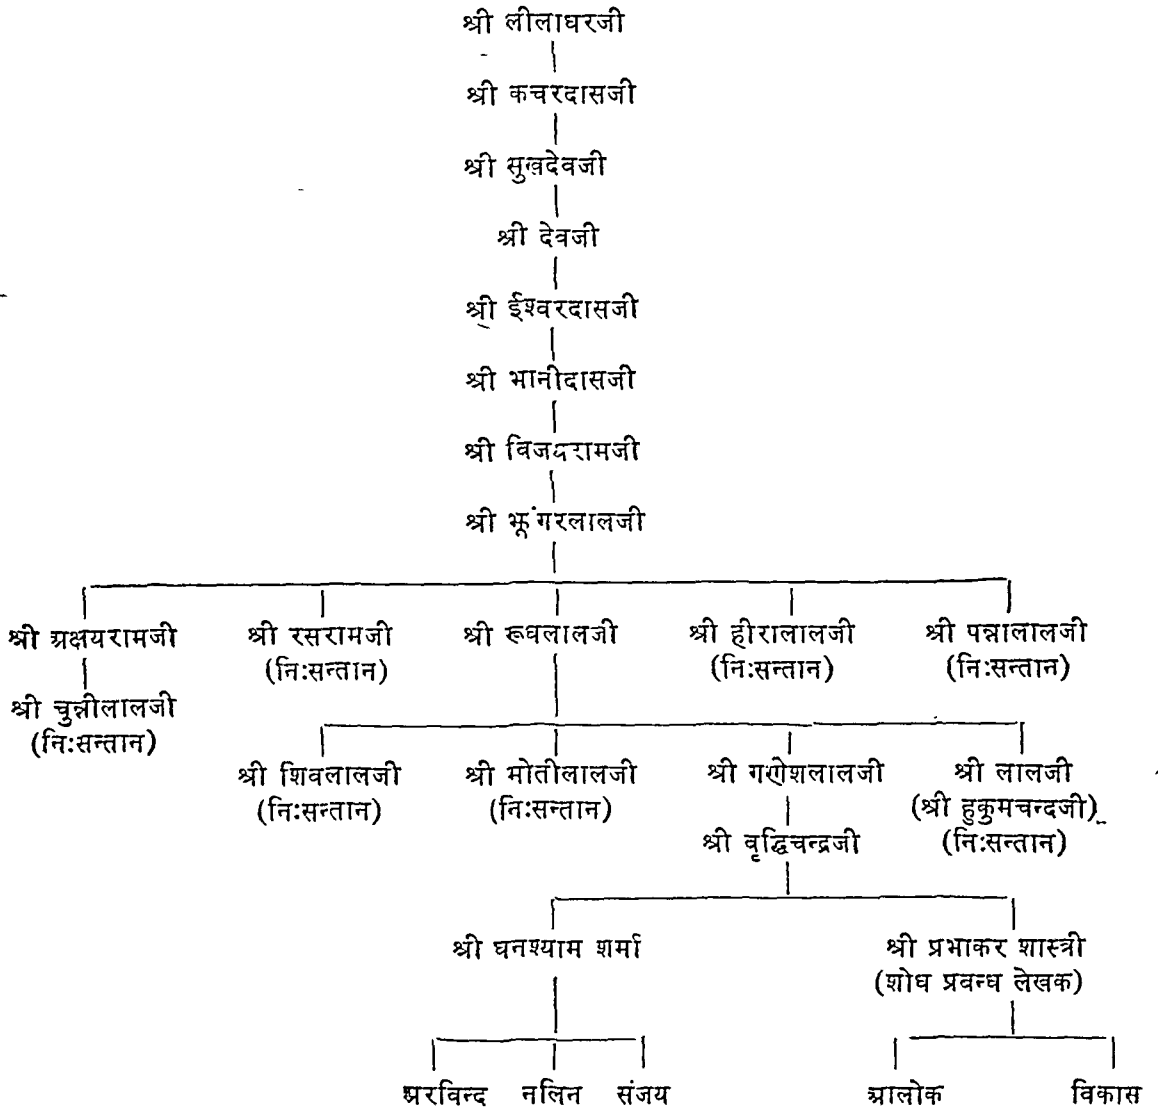 श्री लीलाधरजी
श्री कचरदासजी
श्री सुखदेवजी
श्री देवजी
श्री ईश्वरदासजी
श्री भानीदासजी
श्री विजयरामजी
श्री झूंगरलालजी
श्री अक्षयरामजी श्री रसरामजी श्री रूघलालजी श्री हीरालालजी श्री पन्नालालजी
(निःसन्तान) (निःसन्तान) (निःसन्तान)
श्री चुन्नीलालजी
(निःसन्तान)
श्री शिवलालजी श्री मोतीलालजी श्री गणेशलालजी श्री लालजी
(निःसन्तान) (निःसन्तान) (श्री हुकुमचन्दजी)
श्री वृद्धिचन्द्रजी (निःसन्तान)
श्री घनश्याम शर्मा श्री प्रभाकर शास्त्री
(शोध प्रबन्ध लेखक)
अरविन्द नलिन संजय आलोक विकास